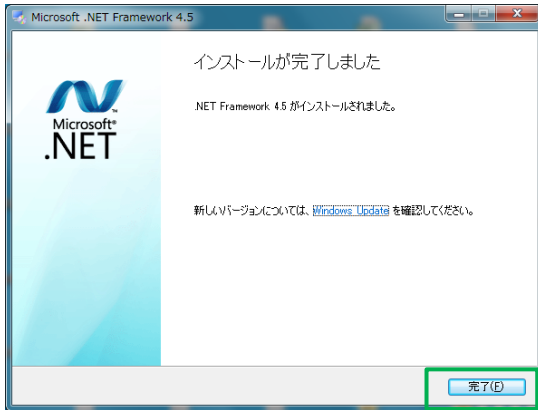 Microsoft .NET Framework 4.5
インストールが完了しました
.NET Framework 4.5 がインストールされました。
Microsoft®
.NET
新しいバージョンについては、Windows Update を確認してください。
完了(F)